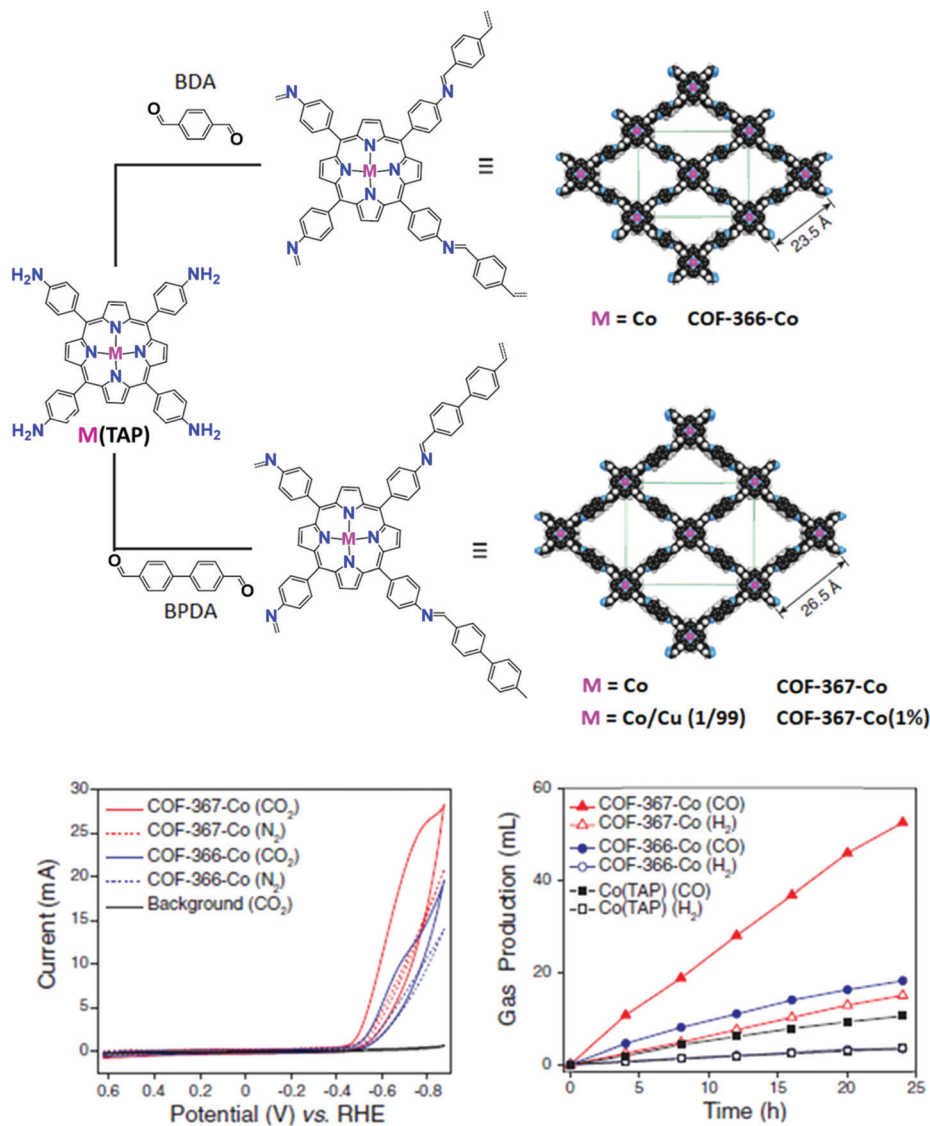 BDA
O
O
N
N
N
N
M
N
N
N
N
≡
23.5 Å
M = Co COF-366-Co
H2N
NH2
N
N
M
N
N
H2N
NH2
M(TAP)
O
O
BPDA
N
N
N
N
M
N
N
N
N
≡
26.5 Å
M = Co COF-367-Co
M = Co/Cu (1/99) COF-367-Co(1%)
30
25
20
15
10
5
0
Current (mA)
COF-367-Co (CO2)
COF-367-Co (N2)
COF-366-Co (CO2)
COF-366-Co (N2)
Background (CO2)
0.6 0.4 0.2 0 -0.2 -0.4 -0.6 -0.8
Potential (V) vs. RHE
60
40
20
0
Gas Production (mL)
COF-367-Co (CO)
COF-367-Co (H2)
COF-366-Co (CO)
COF-366-Co (H2)
Co(TAP) (CO)
Co(TAP) (H2)
0 5 10 15 20 25
Time (h)